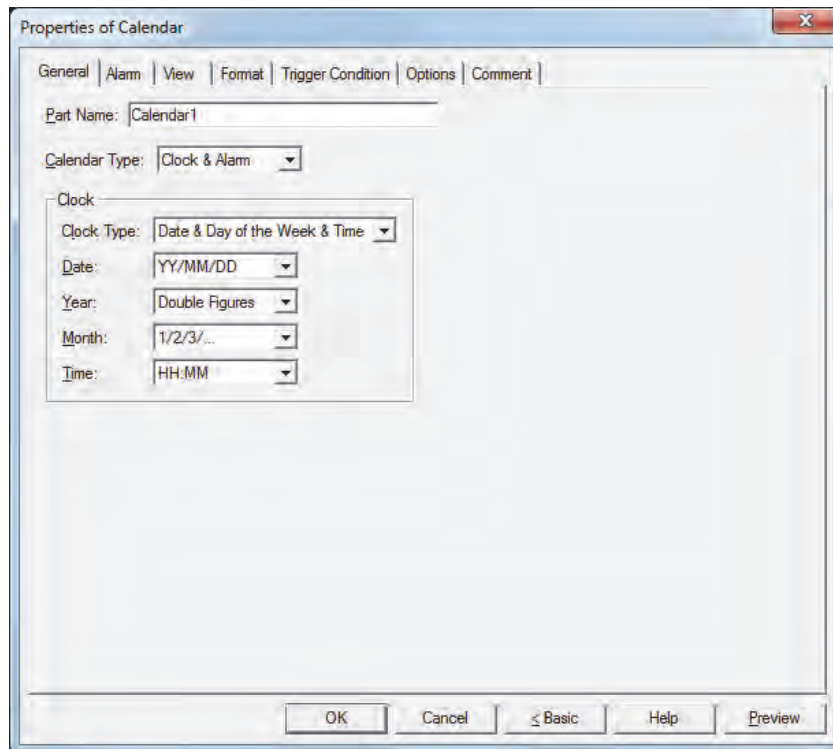 Properties of Calendar
General Alarm View Format Trigger Condition Options Comment
Part Name: Calendar1
Calendar Type: Clock & Alarm
Clock
Clock Type: Date & Day of the Week & Time
Date: YY/MM/DD
Year: Double Figures
Month: 1/2/3/...
Time: HH:MM
OK Cancel < Basic Help Preview